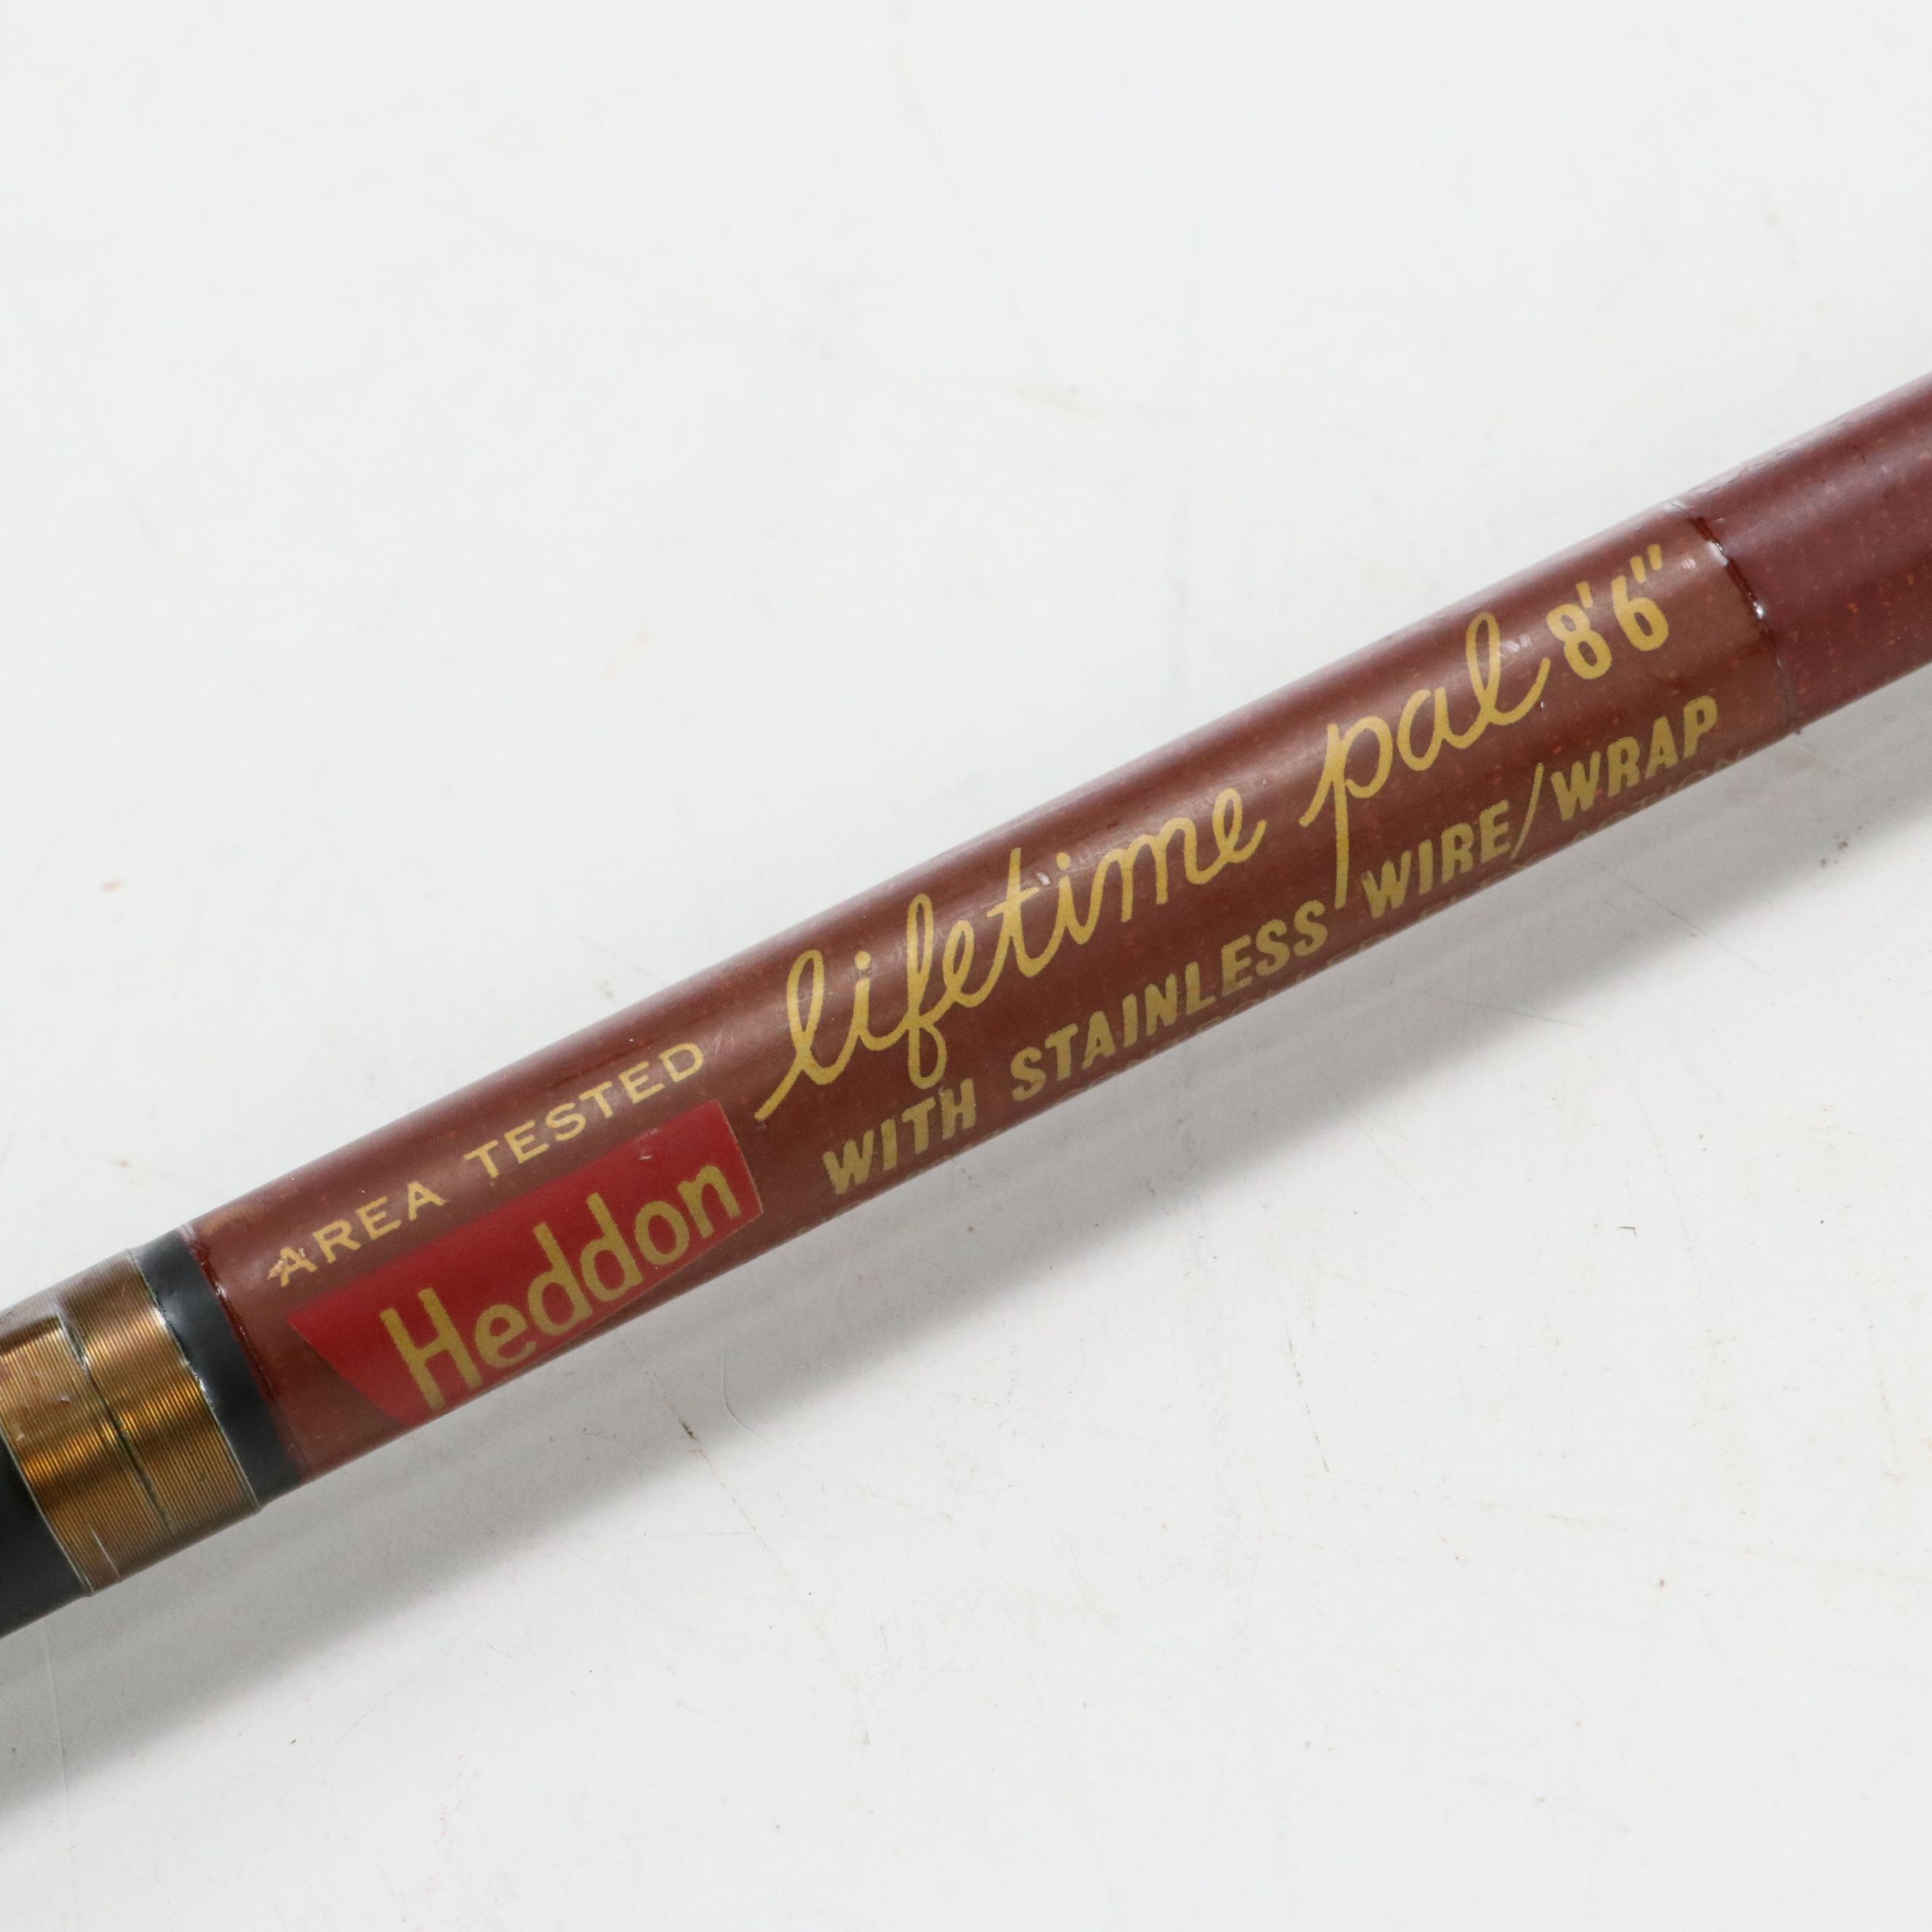 AREA TESTED
Heddon
lifetime pal 8'6"
WITH STAINLESS WIRE/WRAP